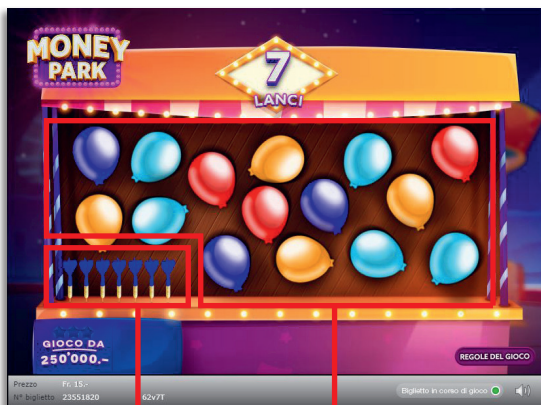 MONEY
PARK
7
LANCI
GIOCO DA
250'000.–
REGOLE DEL GIOCO
Prezzo Fr. 15.-
N° biglietto 23551820 62v7T
Biglietto in corso di gioco